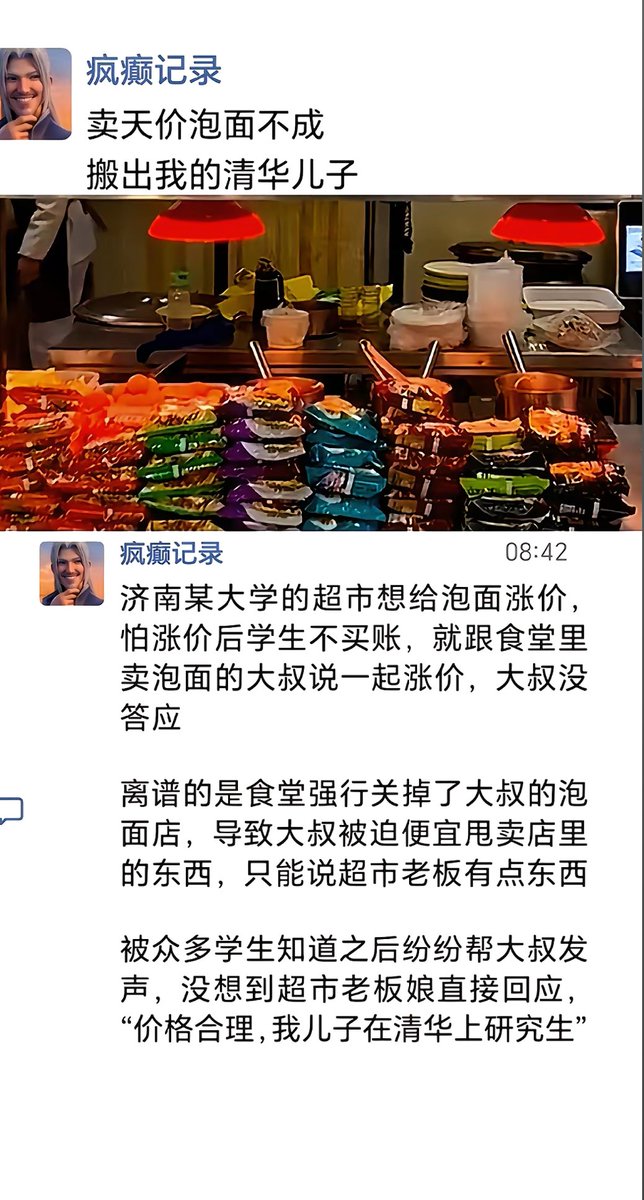 疯癫记录
卖天价泡面不成
搬出我的清华儿子
疯癫记录
08:42
济南某大学的超市想给泡面涨价，
怕涨价后学生不买账，就跟食堂里
卖泡面的大叔说一起涨价，大叔没
答应
离谱的是食堂强行关掉了大叔的泡
面店，导致大叔被迫便宜甩卖店里
的东西，只能说超市老板有点东西
被众多学生知道之后纷纷帮大叔发
声，没想到超市老板娘直接回应，
“价格合理,我儿子在清华上研究生”